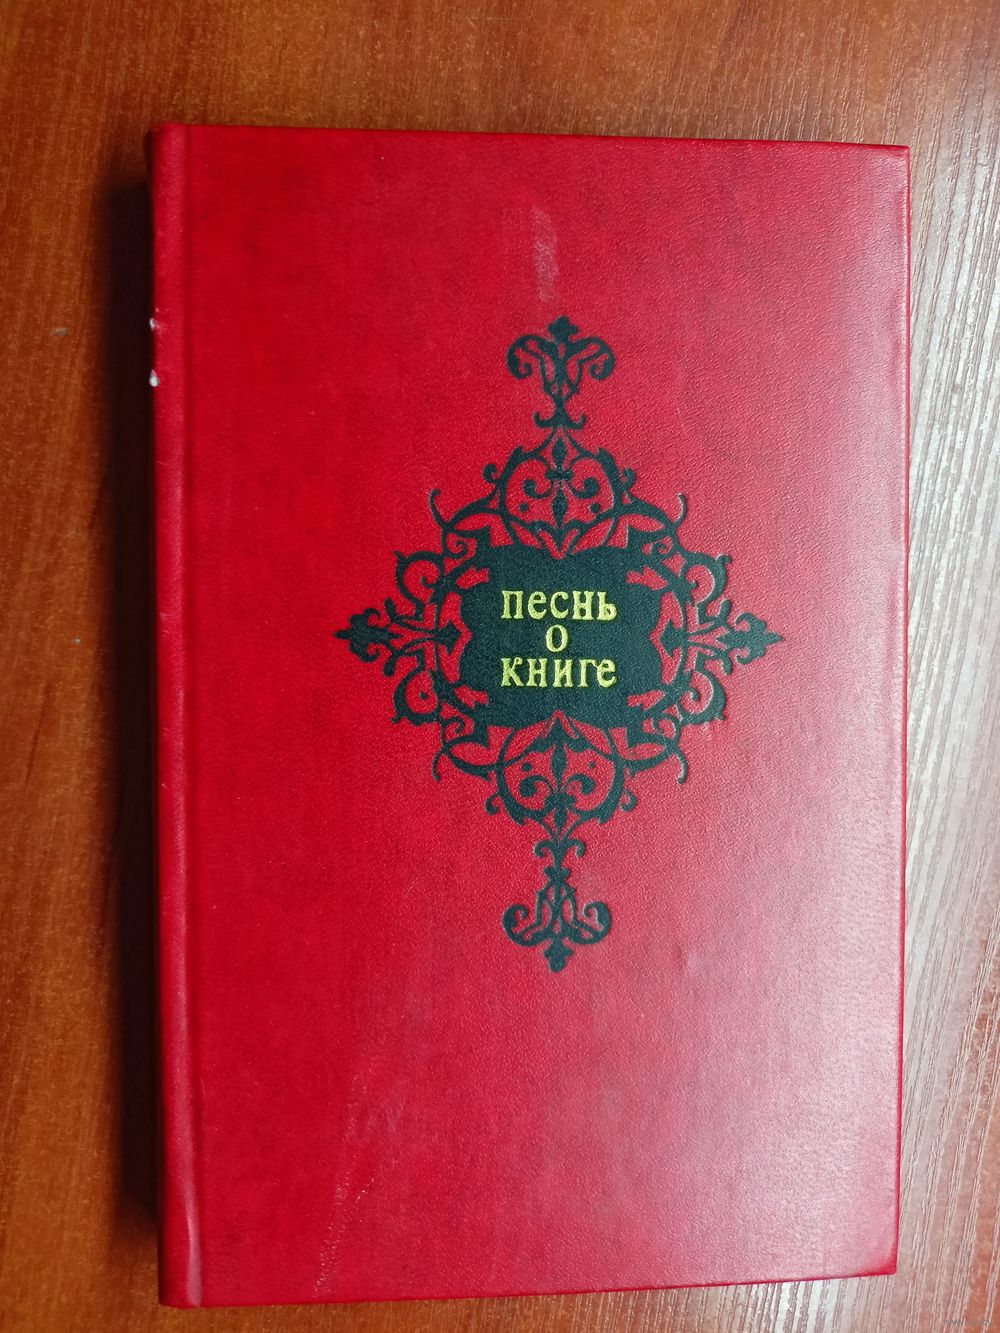 песнь
о
книге